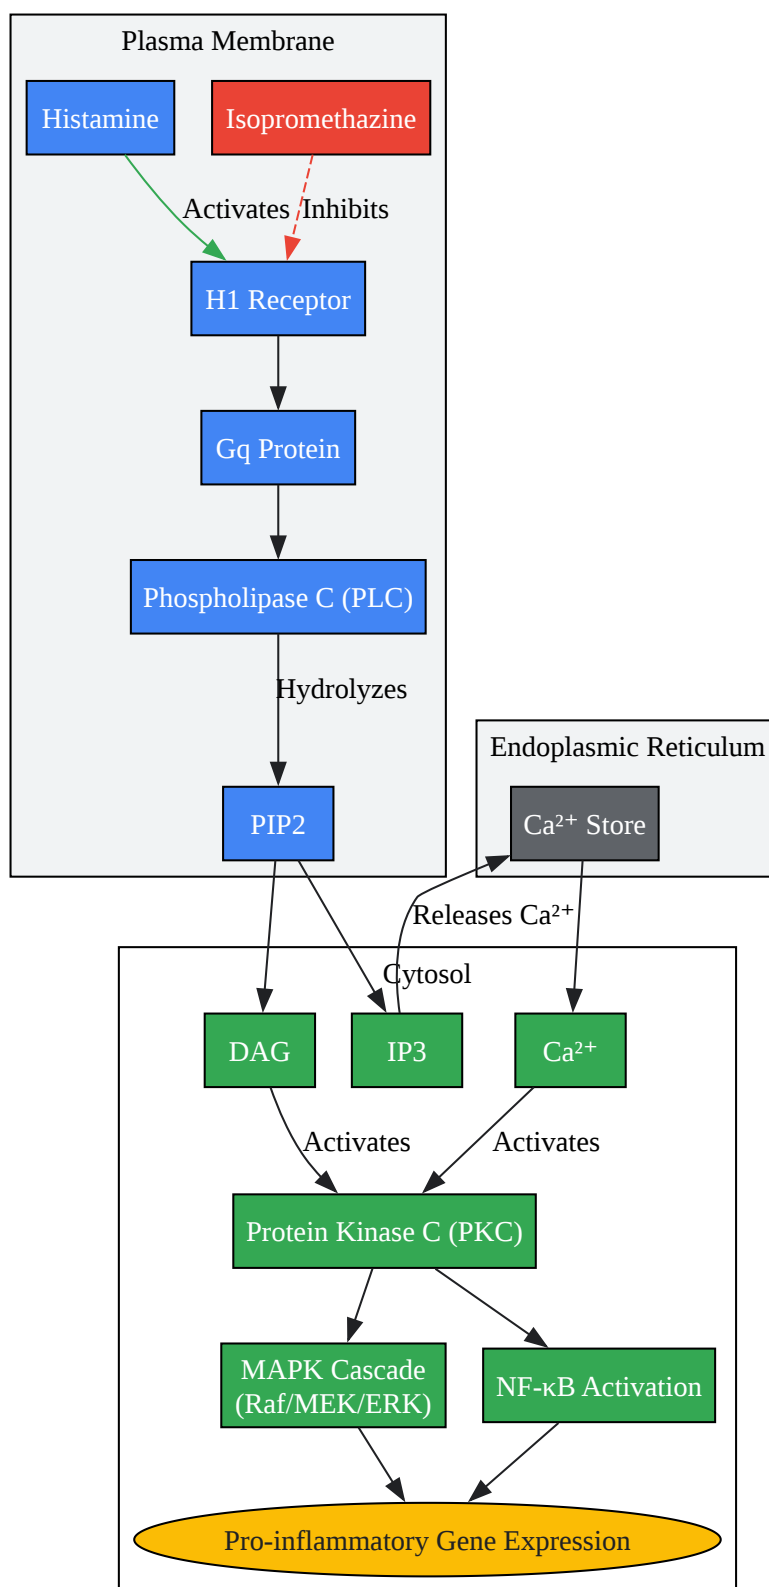 Plasma Membrane
Histamine
Isopromethazine
Activates
Inhibits
H1 Receptor
Gq Protein
Phospholipase C (PLC)
Hydrolyzes
Endoplasmic Reticulum
PIP2
Ca²⁺ Store
Releases Ca²⁺
Cytosol
DAG
IP3
Ca²⁺
Activates
Activates
Protein Kinase C (PKC)
MAPK Cascade
(Raf/MEK/ERK)
NF-κB Activation
Pro-inflammatory Gene Expression